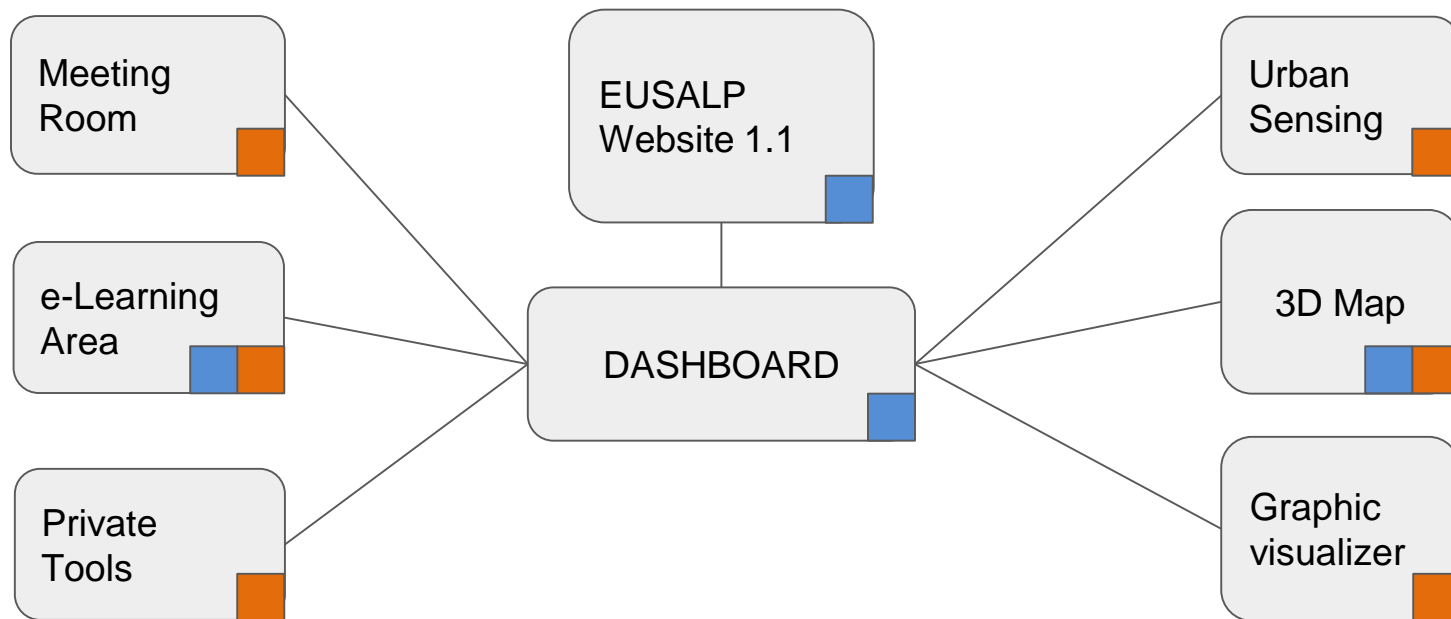 Meeting
Room
EUSALP
Website 1.1
Urban
Sensing
e-Learning
Area
DASHBOARD
3D Map
Private
Tools
Graphic
visualizer